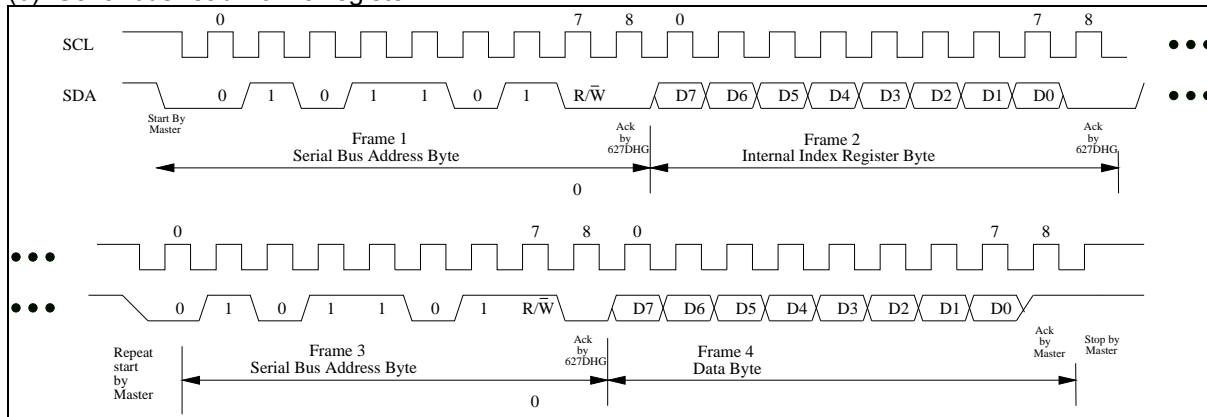 0 7 8 0 7 8
SCL
SDA 0 1 0 1 1 0 1 R/W̅ D7 D6 D5 D4 D3 D2 D1 D0
Start By
Master
Frame 1
Serial Bus Address Byte
Ack
by
627DHG
Frame 2
Internal Index Register Byte
Ack
by
627DHG
0
0 7 8 0 7 8
0 1 0 1 1 0 1 R/W̅ D7 D6 D5 D4 D3 D2 D1 D0
Repeat
start
by
Master
Frame 3
Serial Bus Address Byte
Ack
by
627DHG
Frame 4
Data Byte
Ack
by
Master
Stop by
Master
0